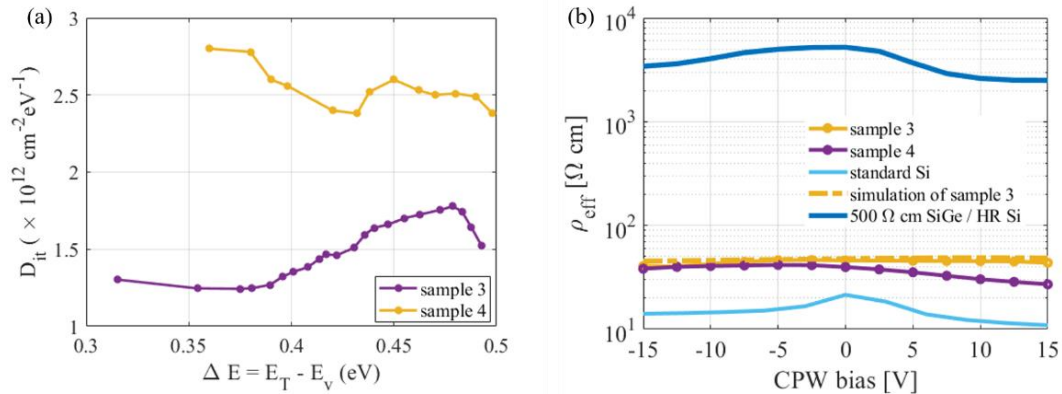 (a)
3
2.5
2
1.5
1
D_it ( × 10^12 cm^-2 eV^-1)
0.3 0.35 0.4 0.45 0.5
Δ E = E_T - E_v (eV)
sample 3
sample 4
(b)
10^4
10^3
10^2
10^1
ρ_eff [Ω cm]
-15 -10 -5 0 5 10 15
CPW bias [V]
sample 3
sample 4
standard Si
simulation of sample 3
500 Ω cm SiGe / HR Si